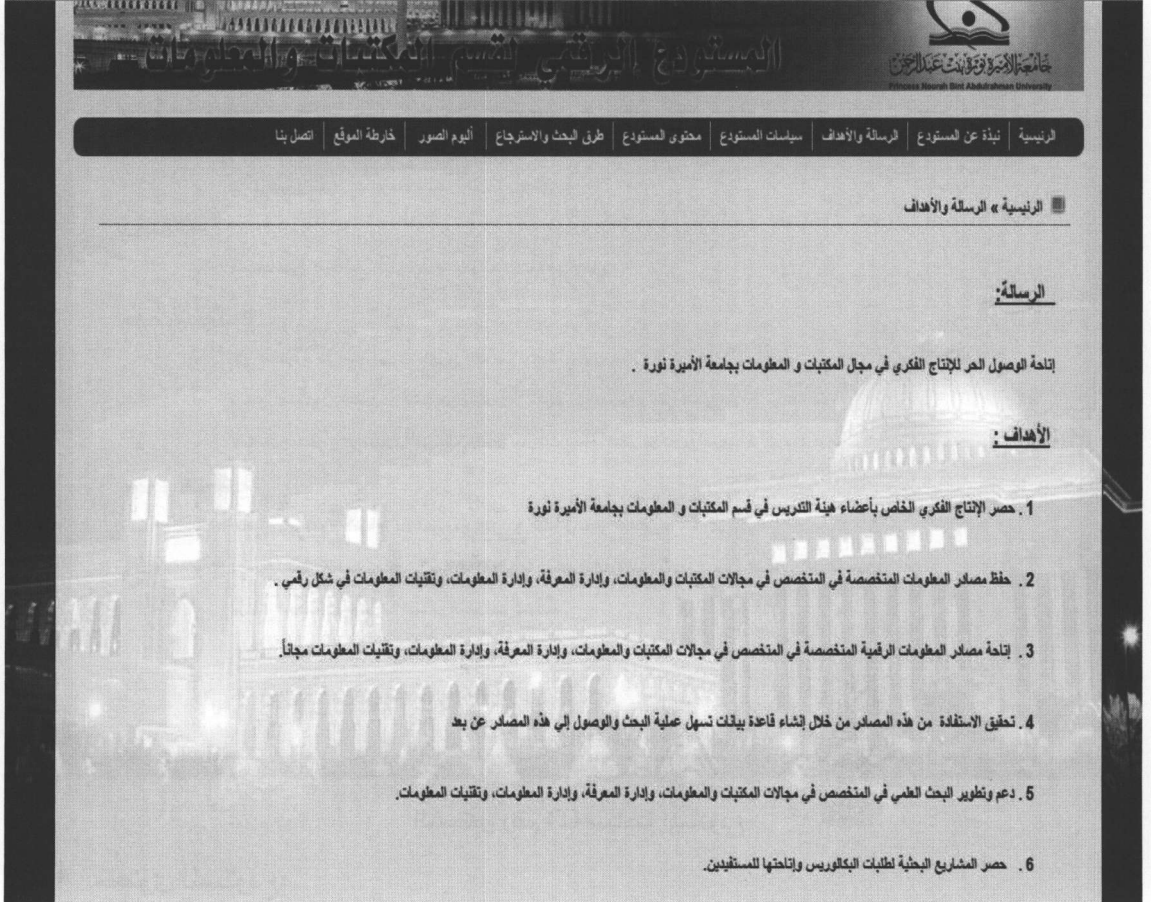 المستودع الرقمي لقسم المكتبات والمعلومات
جامعة الأميرة نورة بنت عبدالرحمن
Princess Noorah Bint Abdulrahman University
الرئيسية | نبذة عن المستودع | الرسالة والأهداف | سياسات المستودع | محتوى المستودع | طرق البحث والاسترجاع | ألبوم الصور | خارطة الموقع | اتصل بنا
الرئيسية » الرسالة والأهداف
الرسالة:
إتاحة الوصول الحر للإنتاج الفكري في مجال المكتبات و المعلومات بجامعة الأميرة نورة .
الأهداف :
1. حصر الإنتاج الفكري الخاص بأعضاء هيئة التدريس في قسم المكتبات و المعلومات بجامعة الأميرة نورة
2. حفظ مصادر المعلومات المتخصصة في المتخصص في مجالات المكتبات والمعلومات، وإدارة المعرفة، وإدارة المعلومات، وتقنيات المعلومات في شكل رقمي .
3. إتاحة مصادر المعلومات الرقمية المتخصصة في المتخصص في مجالات المكتبات والمعلومات، وإدارة المعرفة، وإدارة المعلومات، وتقنيات المعلومات مجاناً.
4. تحقيق الاستفادة من هذه المصادر من خلال إنشاء قاعدة بيانات تسهل عملية البحث والوصول إلي هذه المصادر عن بعد
5. دعم وتطوير البحث العلمي في المتخصص في مجالات المكتبات والمعلومات، وإدارة المعرفة، وإدارة المعلومات، وتقنيات المعلومات.
6. حصر المشاريع البحثية لطلبات البكالوريس وإتاحتها للمستفيدين.